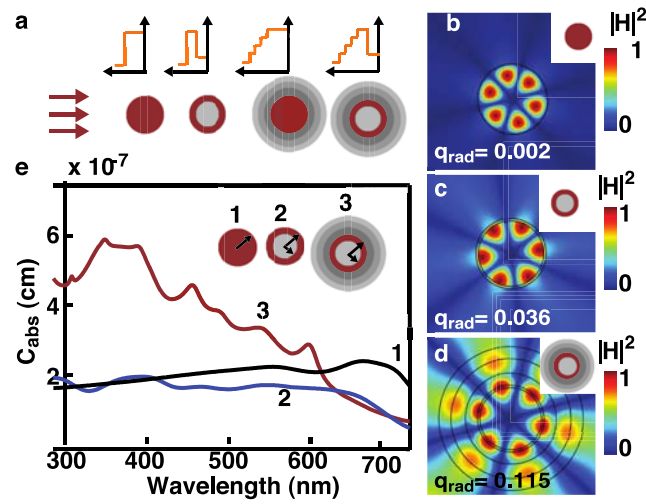 a
b
|H|²
1
0
q_rad= 0.002
c
|H|²
1
0
q_rad= 0.036
d
|H|²
1
0
q_rad= 0.115
e
x 10⁻⁷
1
2
3
6
4
2
C_abs (cm)
3
1
2
300
400
500
600
700
Wavelength (nm)